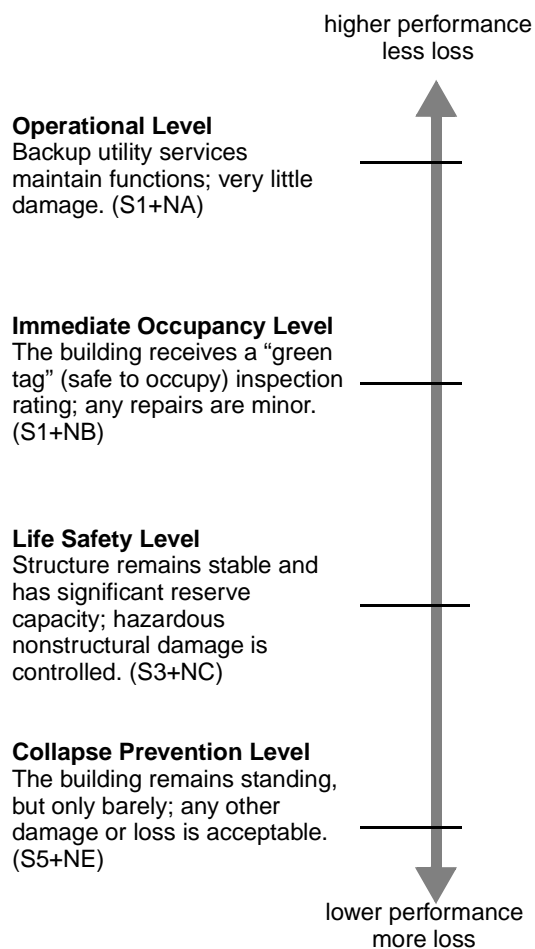 higher performance
less loss
Operational Level
Backup utility services
maintain functions; very little
damage. (S1+NA)
Immediate Occupancy Level
The building receives a “green
tag” (safe to occupy) inspection
rating; any repairs are minor.
(S1+NB)
Life Safety Level
Structure remains stable and
has significant reserve
capacity; hazardous
nonstructural damage is
controlled. (S3+NC)
Collapse Prevention Level
The building remains standing,
but only barely; any other
damage or loss is acceptable.
(S5+NE)
lower performance
more loss